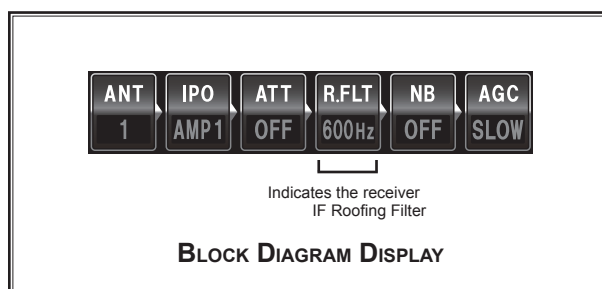 ANT IPO ATT R.FLT NB AGC
1 AMP1 OFF 600Hz OFF SLOW
Indicates the receiver
IF Roofing Filter
BLOCK DIAGRAM DISPLAY